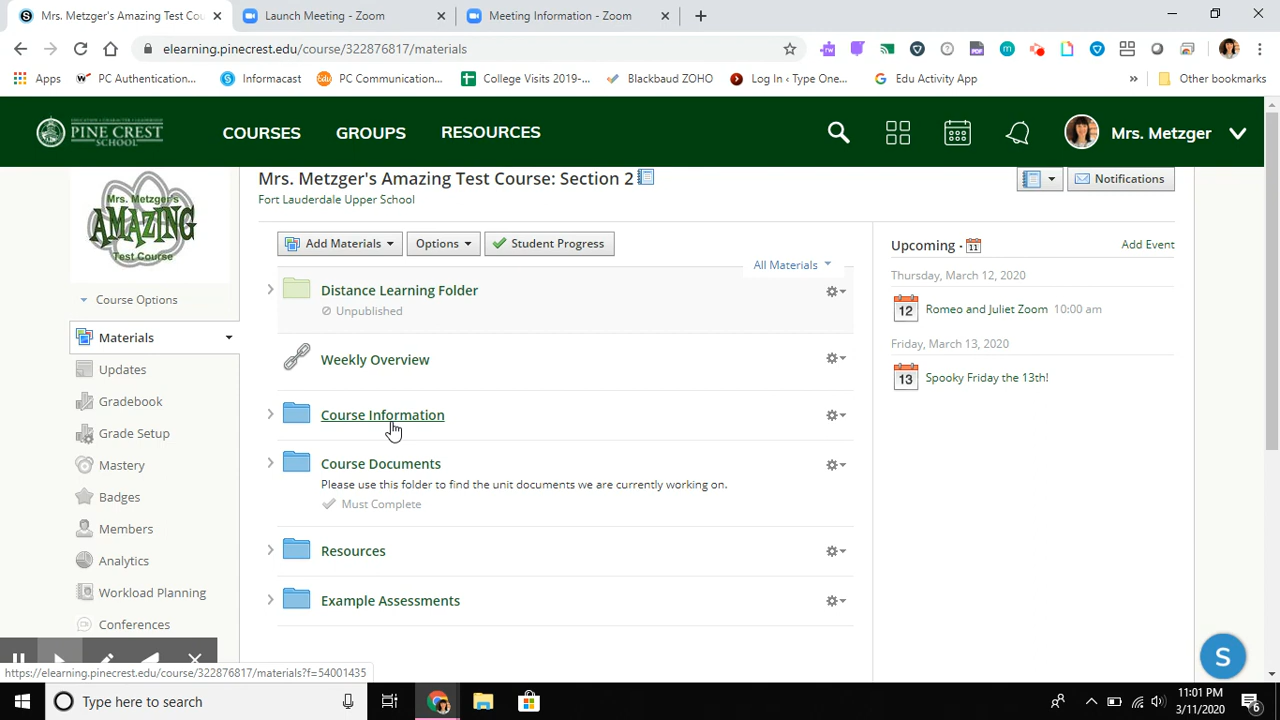 Mrs. Metzger's Amazing Test Cou
Launch Meeting - Zoom
Meeting Information - Zoom
elearning.pinecrest.edu/course/322876817/materials
Apps
PC Authentication...
Informacast
PC Communication...
College Visits 2019-...
Blackbaud ZOHO
Log In ‹ Type One...
Edu Activity App
»
Other bookmarks
PINE CREST
SCHOOL
COURSES
GROUPS
RESOURCES
Mrs. Metzger
Mrs. Metzger's
AMAZING
Test Course
Mrs. Metzger's Amazing Test Course: Section 2
Fort Lauderdale Upper School
Notifications
Add Materials
Options
Student Progress
All Materials
Course Options
Materials
Updates
Gradebook
Grade Setup
Mastery
Badges
Members
Analytics
Workload Planning
Conferences
Distance Learning Folder
Unpublished
Weekly Overview
Course Information
Course Documents
Please use this folder to find the unit documents we are currently working on.
Must Complete
Resources
Example Assessments
Upcoming ·
11
Add Event
Thursday, March 12, 2020
12
Romeo and Juliet Zoom 10:00 am
Friday, March 13, 2020
13
Spooky Friday the 13th!
S
https://elearning.pinecrest.edu/course/322876817/materials?f=54001435
Type here to search
11:01 PM
3/11/2020
6